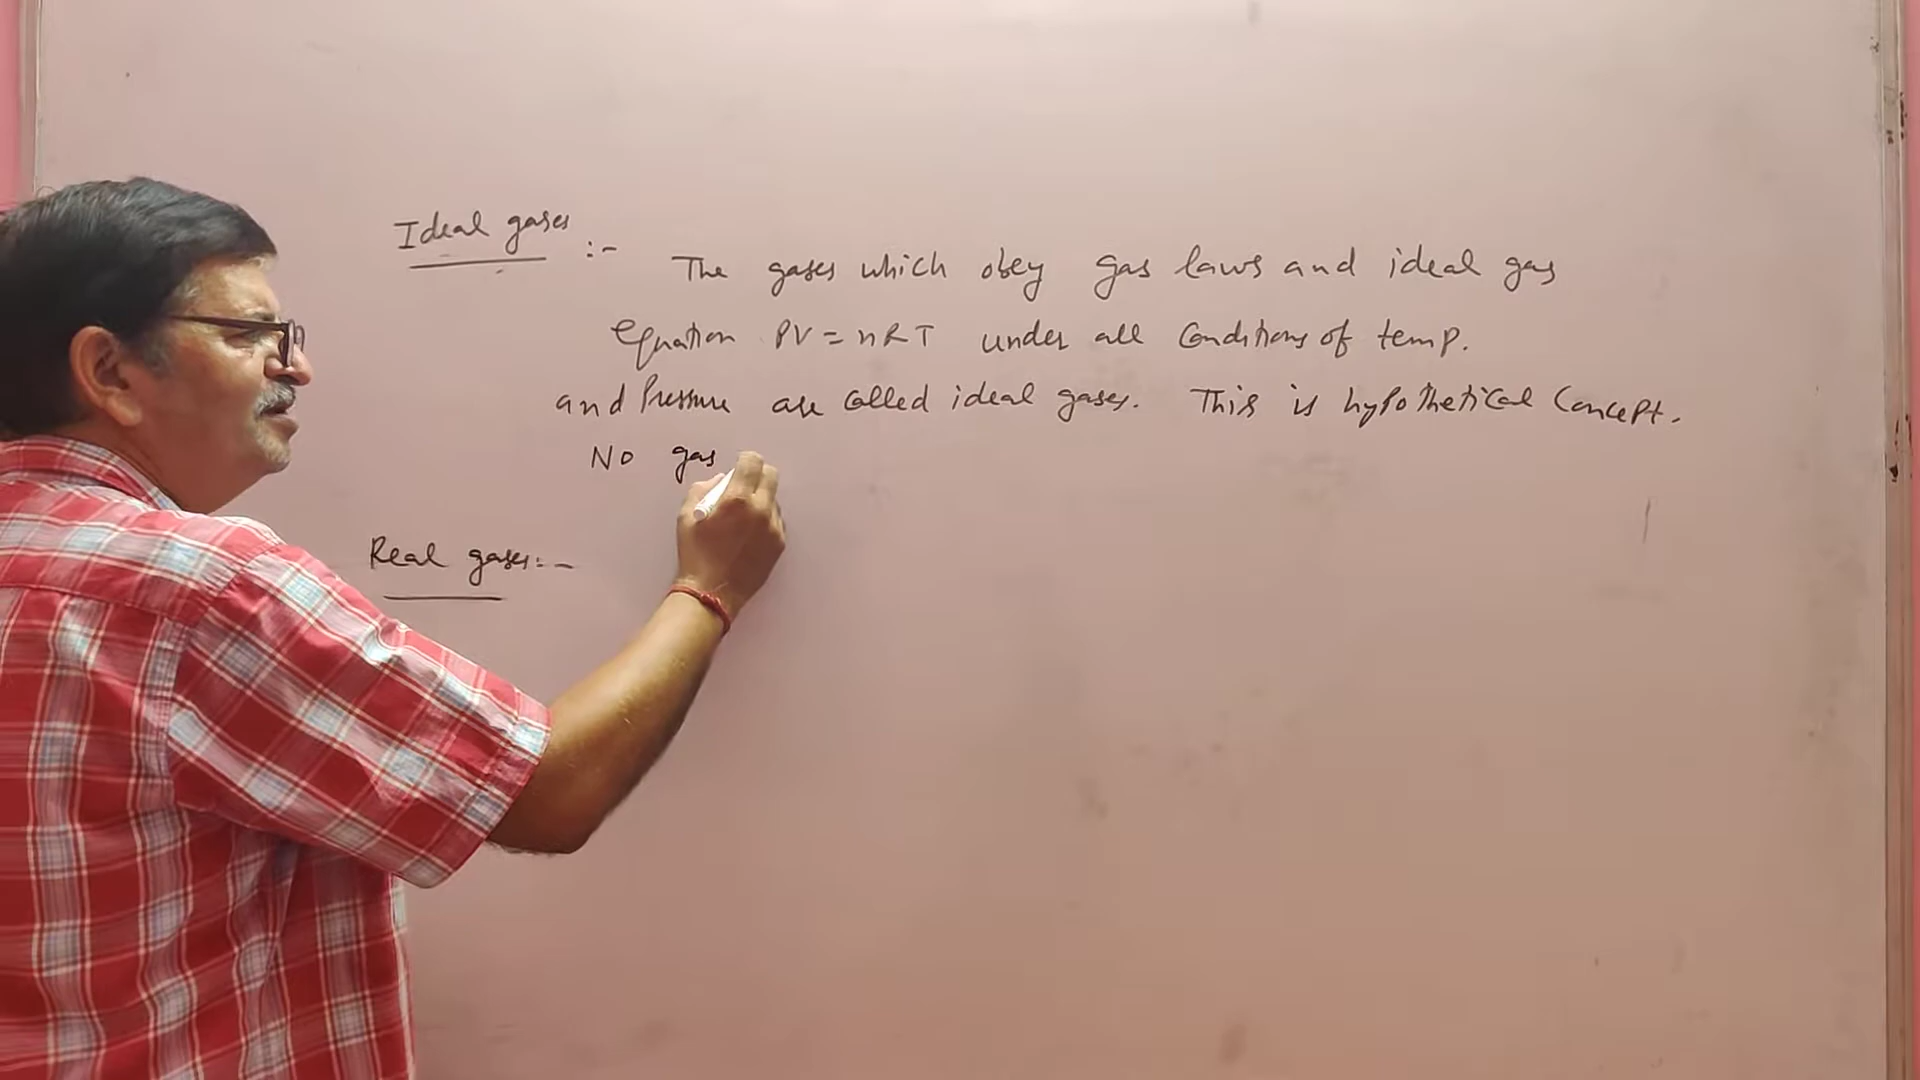 Ideal gases :-
The gases which obey gas laws and ideal gas
equation PV = nRT under all conditions of temp.
and Pressure are called ideal gases. This is hypothetical concept.
No gas
Real gases:-